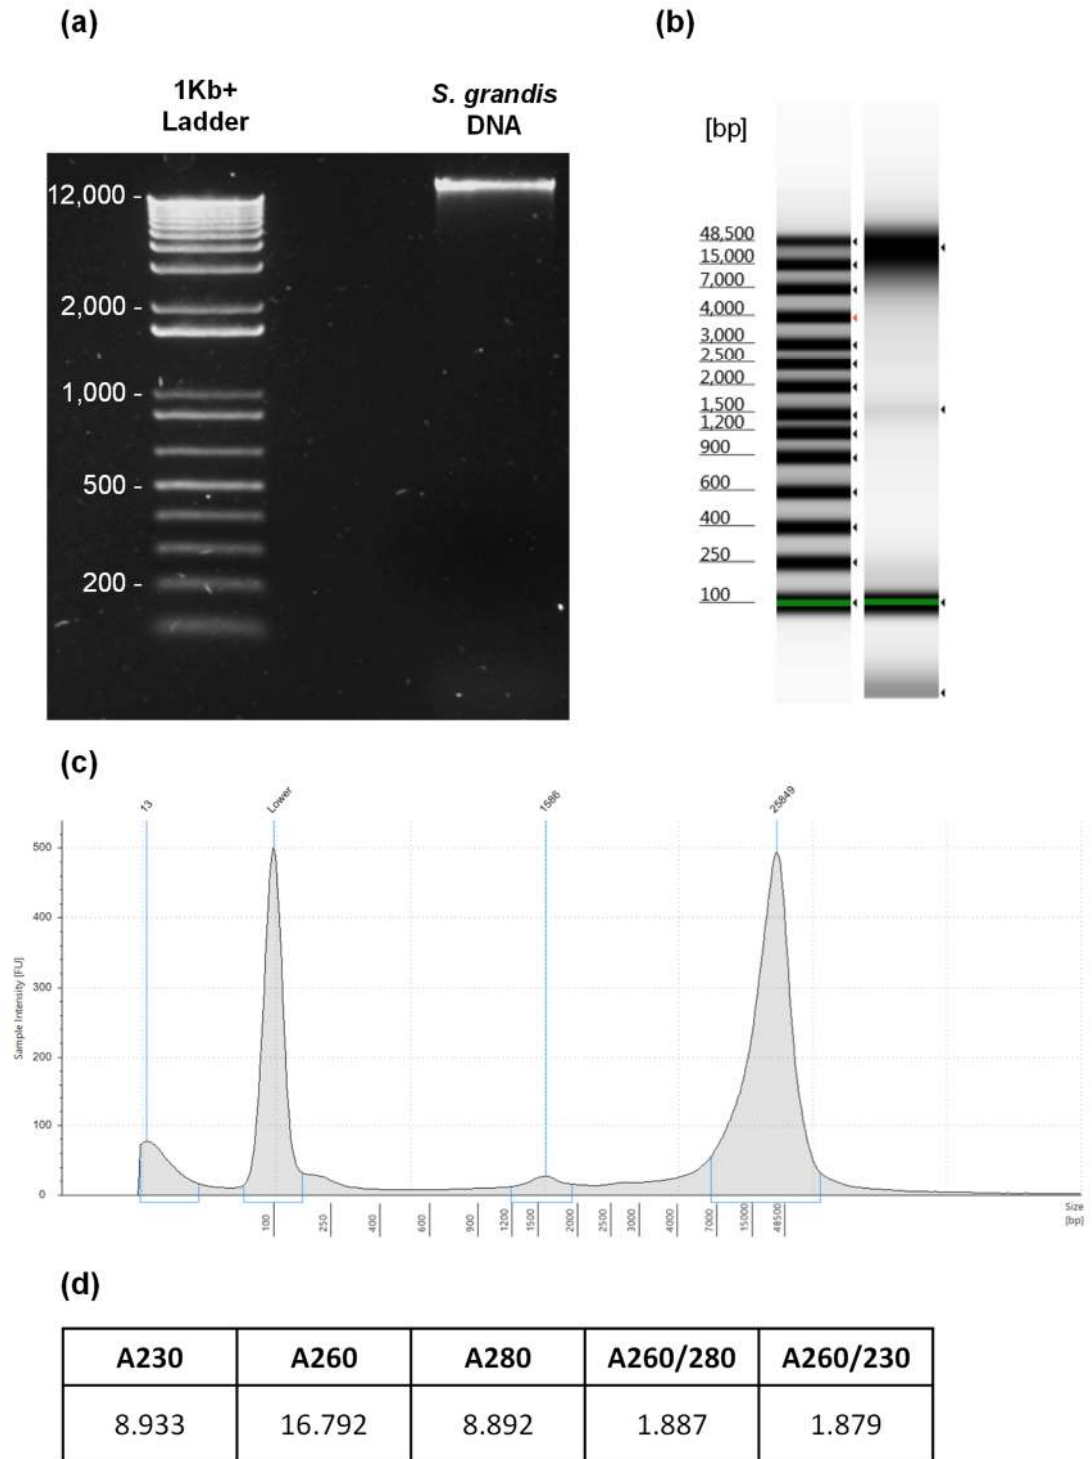 (a)
1Kb+
Ladder
S. grandis
DNA
12,000 -
2,000 -
1,000 -
500 -
200 -
(b)
[bp]
48,500
15,000
7,000
4,000
3,000
2,500
2,000
1,500
1,200
900
600
400
250
100
(c)
13
Lower
1586
25849
500
400
300
200
100
0
Sample Intensity [FU]
100
250
400
600
900
1200
1500
2000
2500
3000
4000
7000
15000
48500
Size
[bp]
(d)
A230 A260 A280 A260/280 A260/230
8.933 16.792 8.892 1.887 1.879